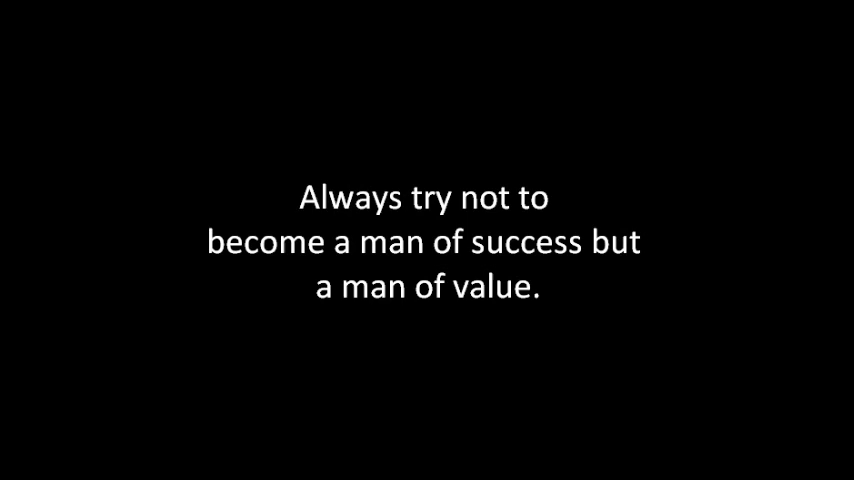 Always try not to
become a man of success but
a man of value.